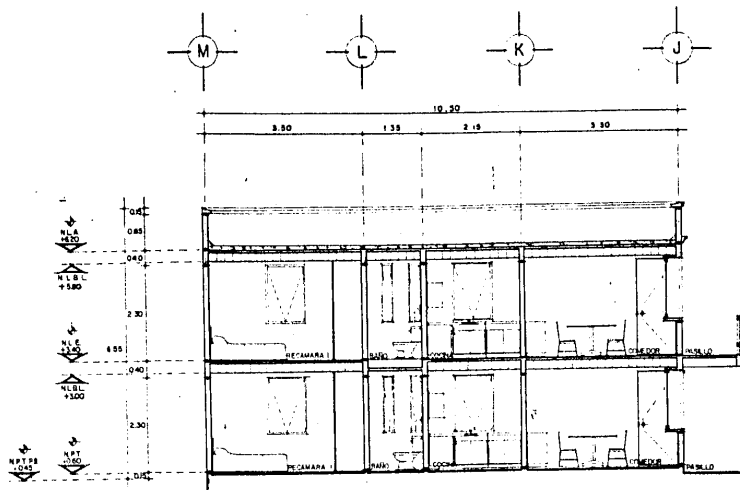 M L K J
10.50
3.50 1.35 2.15 3.50
0.15
N.L.A.
+6.20
0.85
0.40
N.L.B.L.
+5.80
2.30
N.L.E.
+3.40
6.55
RECAMARA 1 BAÑO COCINA COMEDOR PASILLO
0.40
N.L.B.L.
+3.00
2.30
N.P.T.P.B
+0.45
N.P.T.
+0.60
RECAMARA 1 BAÑO COCINA COMEDOR PASILLO
0.15